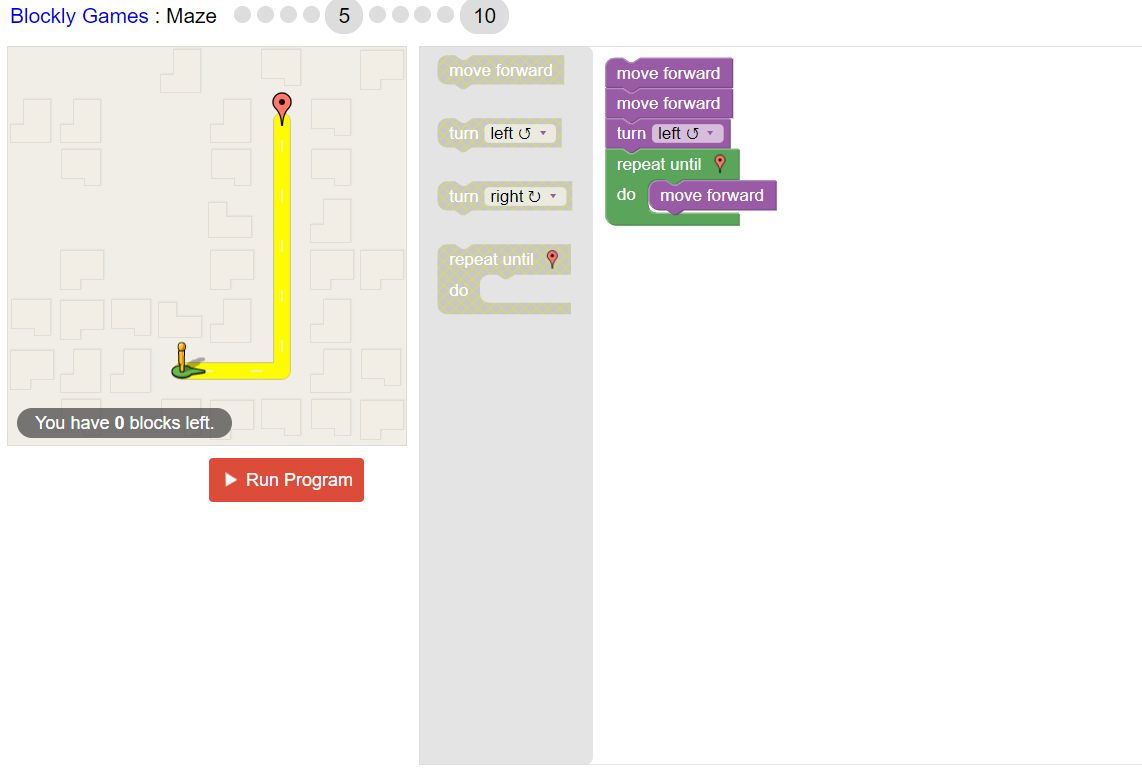 Blockly Games : Maze 5 10
move forward
turn left ↺ ▾
turn right ↻ ▾
repeat until
do
move forward
move forward
turn left ↺ ▾
repeat until
do move forward
You have 0 blocks left.
Run Program